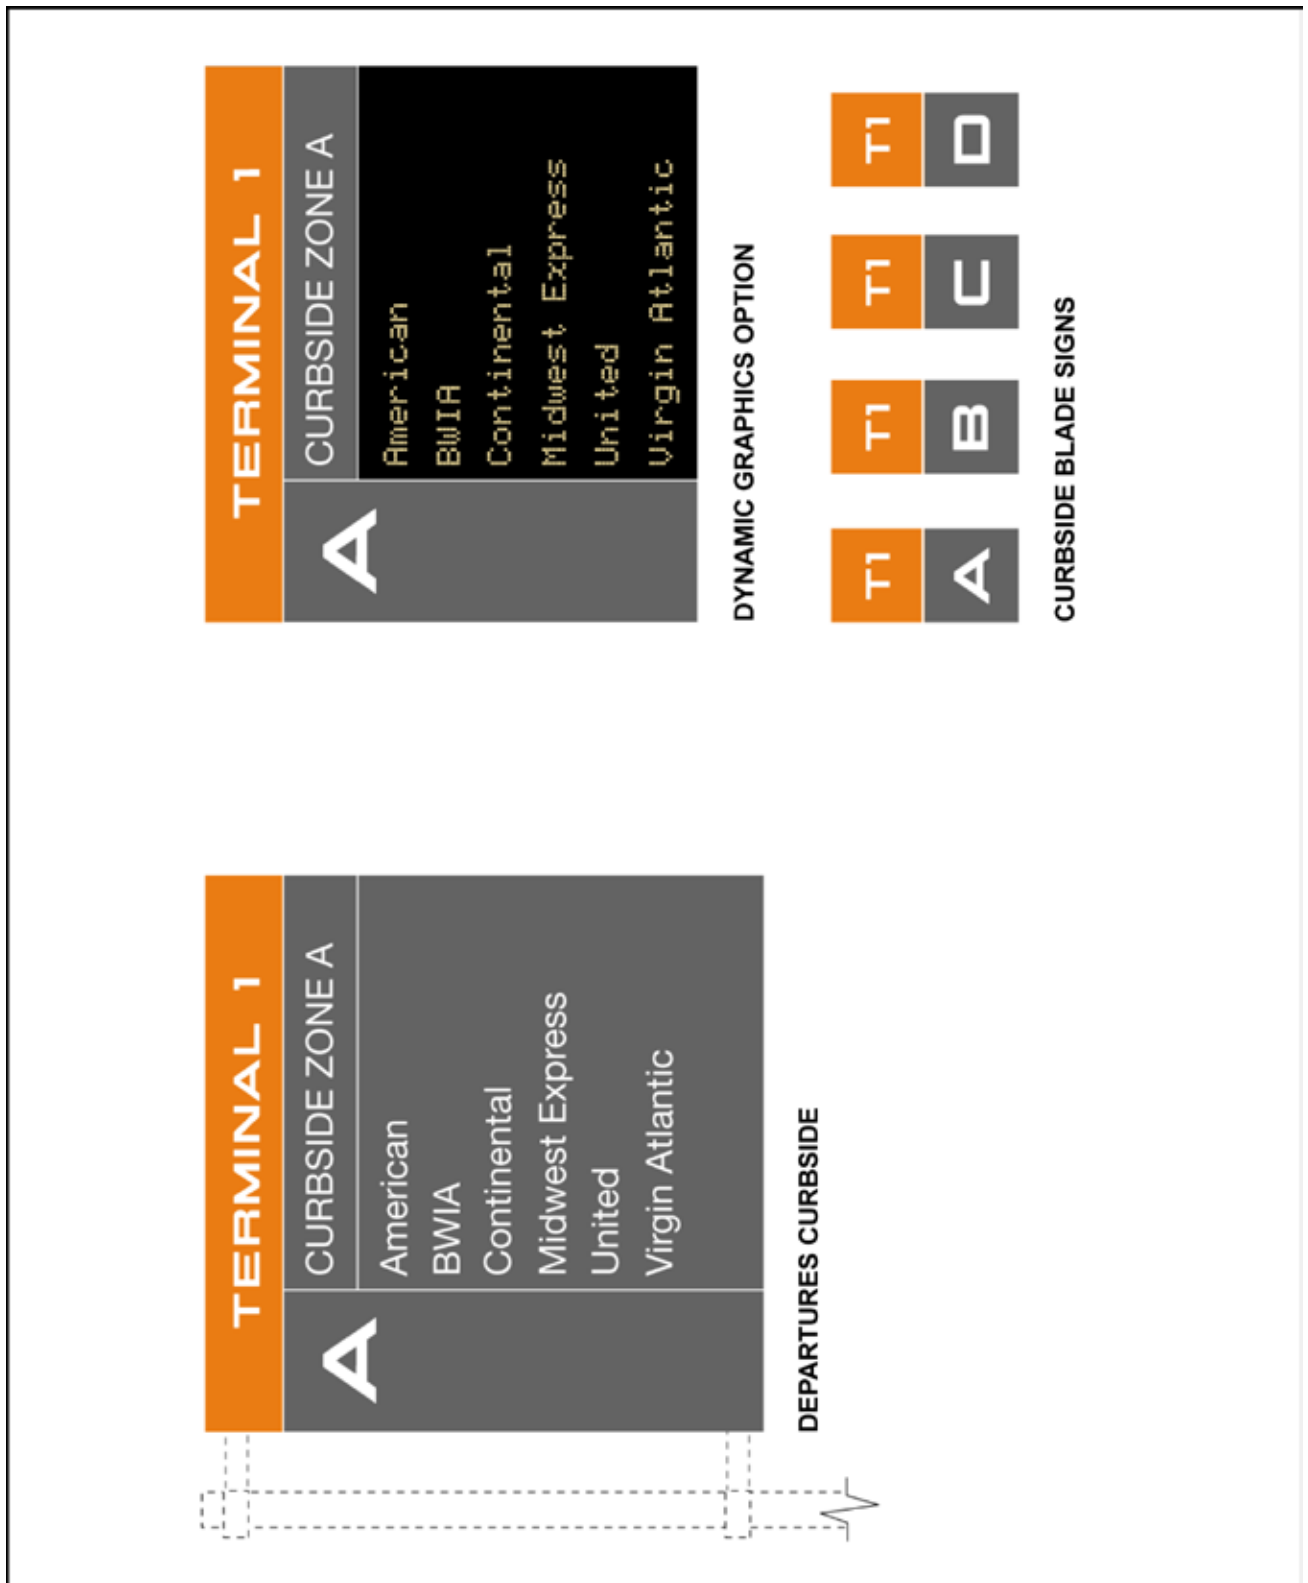 TERMINAL 1
A
CURBSIDE ZONE A
American
BWIA
Continental
Midwest Express
United
Virgin Atlantic
DEPARTURES CURBSIDE
TERMINAL 1
A
CURBSIDE ZONE A
American
BWIA
Continental
Midwest Express
United
Virgin Atlantic
DYNAMIC GRAPHICS OPTION
T1 T1 T1 T1
A B C D
CURBSIDE BLADE SIGNS